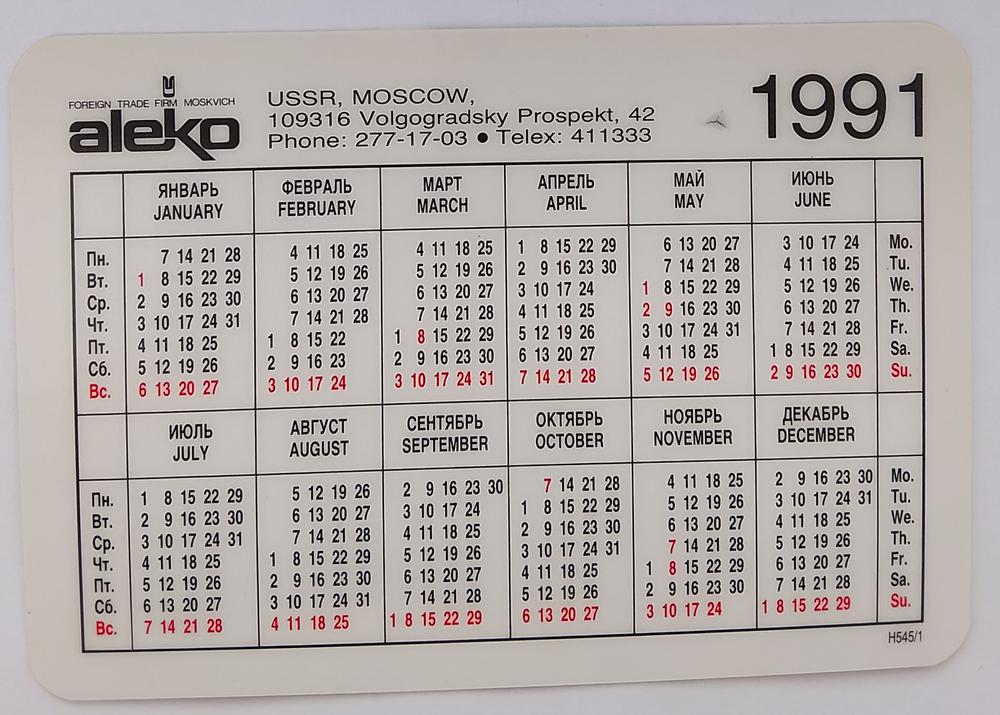 FOREIGN TRADE FIRM MOSKVICH
aleko
USSR, MOSCOW,
109316 Volgogradsky Prospekt, 42
Phone: 277-17-03 ● Telex: 411333
1991
ЯНВАРЬ ФЕВРАЛЬ МАРТ АПРЕЛЬ МАЙ ИЮНЬ
JANUARY FEBRUARY MARCH APRIL MAY JUNE
Пн. 7 14 21 28 4 11 18 25 4 11 18 25 1 8 15 22 29 6 13 20 27 3 10 17 24 Mo.
Вт. 1 8 15 22 29 5 12 19 26 5 12 19 26 2 9 16 23 30 7 14 21 28 4 11 18 25 Tu.
Ср. 2 9 16 23 30 6 13 20 27 6 13 20 27 3 10 17 24 1 8 15 22 29 5 12 19 26 We.
Чт. 3 10 17 24 31 7 14 21 28 7 14 21 28 4 11 18 25 2 9 16 23 30 6 13 20 27 Th.
Пт. 4 11 18 25 1 8 15 22 1 8 15 22 29 5 12 19 26 3 10 17 24 31 7 14 21 28 Fr.
Сб. 5 12 19 26 2 9 16 23 2 9 16 23 30 6 13 20 27 4 11 18 25 1 8 15 22 29 Sa.
Вс. 6 13 20 27 3 10 17 24 3 10 17 24 31 7 14 21 28 5 12 19 26 2 9 16 23 30 Su.
ИЮЛЬ АВГУСТ СЕНТЯБРЬ ОКТЯБРЬ НОЯБРЬ ДЕКАБРЬ
JULY AUGUST SEPTEMBER OCTOBER NOVEMBER DECEMBER
Пн. 1 8 15 22 29 5 12 19 26 2 9 16 23 30 7 14 21 28 4 11 18 25 2 9 16 23 30 Mo.
Вт. 2 9 16 23 30 6 13 20 27 3 10 17 24 1 8 15 22 29 5 12 19 26 3 10 17 24 31 Tu.
Ср. 3 10 17 24 31 7 14 21 28 4 11 18 25 2 9 16 23 30 6 13 20 27 4 11 18 25 We.
Чт. 4 11 18 25 1 8 15 22 29 5 12 19 26 3 10 17 24 31 7 14 21 28 5 12 19 26 Th.
Пт. 5 12 19 26 2 9 16 23 30 6 13 20 27 4 11 18 25 1 8 15 22 29 6 13 20 27 Fr.
Сб. 6 13 20 27 3 10 17 24 31 7 14 21 28 5 12 19 26 2 9 16 23 30 7 14 21 28 Sa.
Вс. 7 14 21 28 4 11 18 25 1 8 15 22 29 6 13 20 27 3 10 17 24 1 8 15 22 29 Su.
H545/1